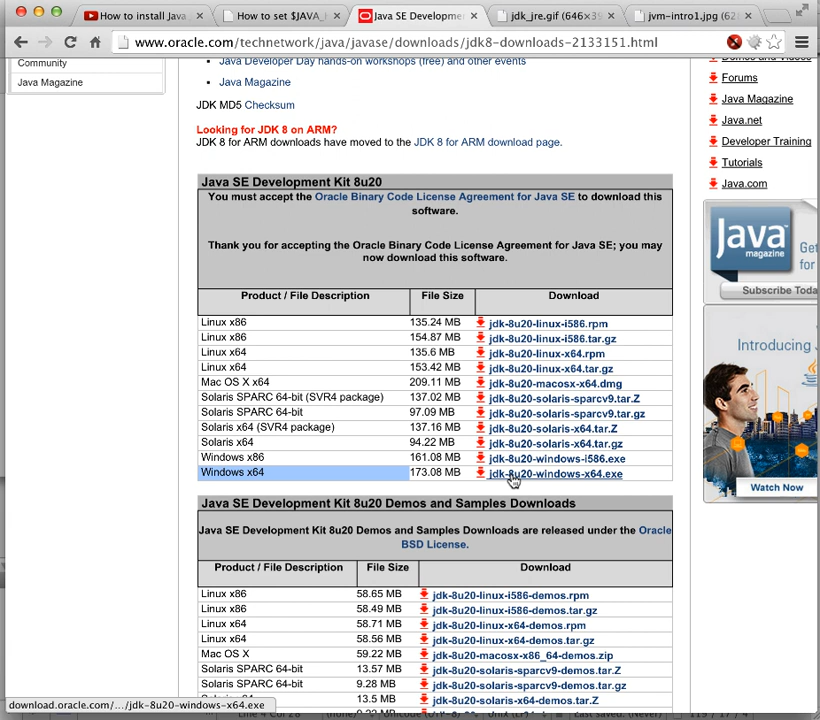 How to install Java
How to set $JAVA_H
Java SE Developme
jdk_jre.gif (646×39
jvm-intro1.jpg (62
www.oracle.com/technetwork/java/javase/downloads/jdk8-downloads-2133151.html
Community
Java Magazine
Java Developer Day hands-on workshops (free) and other events
Java Magazine
JDK MD5 Checksum
Looking for JDK 8 on ARM?
JDK 8 for ARM downloads have moved to the JDK 8 for ARM download page.
Java SE Development Kit 8u20
You must accept the Oracle Binary Code License Agreement for Java SE to download this
software.
Thank you for accepting the Oracle Binary Code License Agreement for Java SE; you may
now download this software.
Product / File Description File Size Download
Linux x86 135.24 MB jdk-8u20-linux-i586.rpm
Linux x86 154.87 MB jdk-8u20-linux-i586.tar.gz
Linux x64 135.6 MB jdk-8u20-linux-x64.rpm
Linux x64 153.42 MB jdk-8u20-linux-x64.tar.gz
Mac OS X x64 209.11 MB jdk-8u20-macosx-x64.dmg
Solaris SPARC 64-bit (SVR4 package) 137.02 MB jdk-8u20-solaris-sparcv9.tar.Z
Solaris SPARC 64-bit 97.09 MB jdk-8u20-solaris-sparcv9.tar.gz
Solaris x64 (SVR4 package) 137.16 MB jdk-8u20-solaris-x64.tar.Z
Solaris x64 94.22 MB jdk-8u20-solaris-x64.tar.gz
Windows x86 161.08 MB jdk-8u20-windows-i586.exe
Windows x64 173.08 MB jdk-8u20-windows-x64.exe
Java SE Development Kit 8u20 Demos and Samples Downloads
Java SE Development Kit 8u20 Demos and Samples Downloads are released under the Oracle
BSD License.
Product / File Description File Size Download
Linux x86 58.65 MB jdk-8u20-linux-i586-demos.rpm
Linux x86 58.49 MB jdk-8u20-linux-i586-demos.tar.gz
Linux x64 58.71 MB jdk-8u20-linux-x64-demos.rpm
Linux x64 58.56 MB jdk-8u20-linux-x64-demos.tar.gz
Mac OS X 59.22 MB jdk-8u20-macosx-x86_64-demos.zip
Solaris SPARC 64-bit 13.57 MB jdk-8u20-solaris-sparcv9-demos.tar.Z
Solaris SPARC 64-bit 9.28 MB jdk-8u20-solaris-sparcv9-demos.tar.gz
13.5 MB jdk-8u20-solaris-x64-demos.tar.Z
download.oracle.com/.../jdk-8u20-windows-x64.exe
Demos and Videos
Forums
Java Magazine
Java.net
Developer Training
Tutorials
Java.com
Java
magazine
Get
for
Subscribe Toda
Introducing J
Watch Now